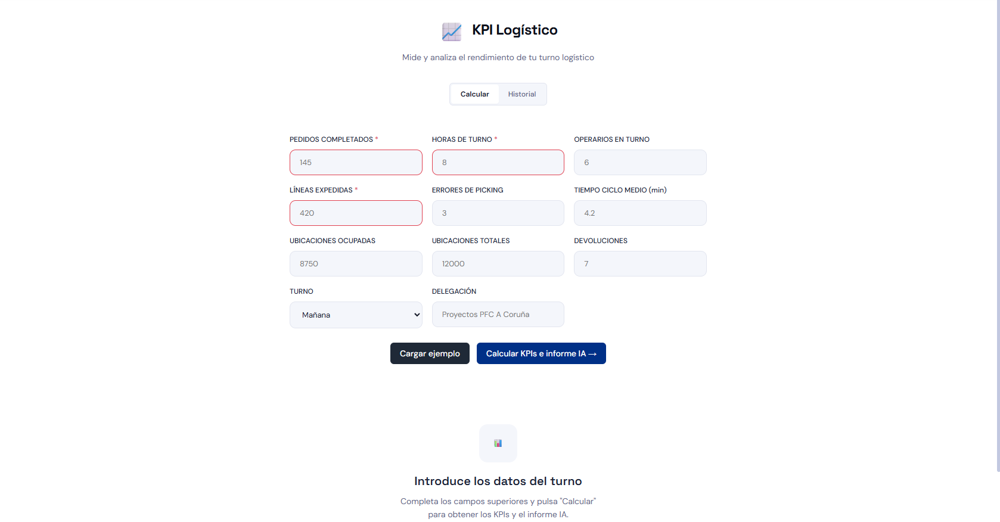 KPI Logístico
Mide y analiza el rendimiento de tu turno logístico
Calcular Historial
PEDIDOS COMPLETADOS * HORAS DE TURNO * OPERARIOS EN TURNO
145 8 6
LÍNEAS EXPEDIDAS * ERRORES DE PICKING TIEMPO CICLO MEDIO (min)
420 3 4.2
UBICACIONES OCUPADAS UBICACIONES TOTALES DEVOLUCIONES
8750 12000 7
TURNO DELEGACIÓN
Mañana Proyectos PFC A Coruña
Cargar ejemplo Calcular KPIs e informe IA →
Introduce los datos del turno
Completa los campos superiores y pulsa "Calcular"
para obtener los KPIs y el informe IA.